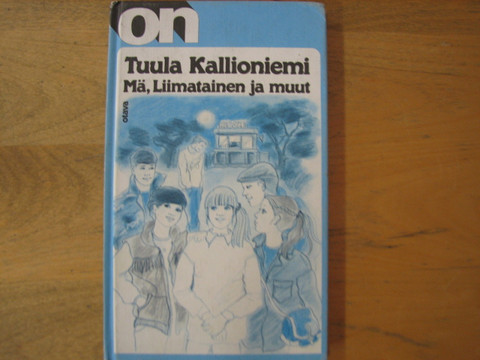 on
Tuula Kallioniemi
Mä, Liimatainen ja muut
otava